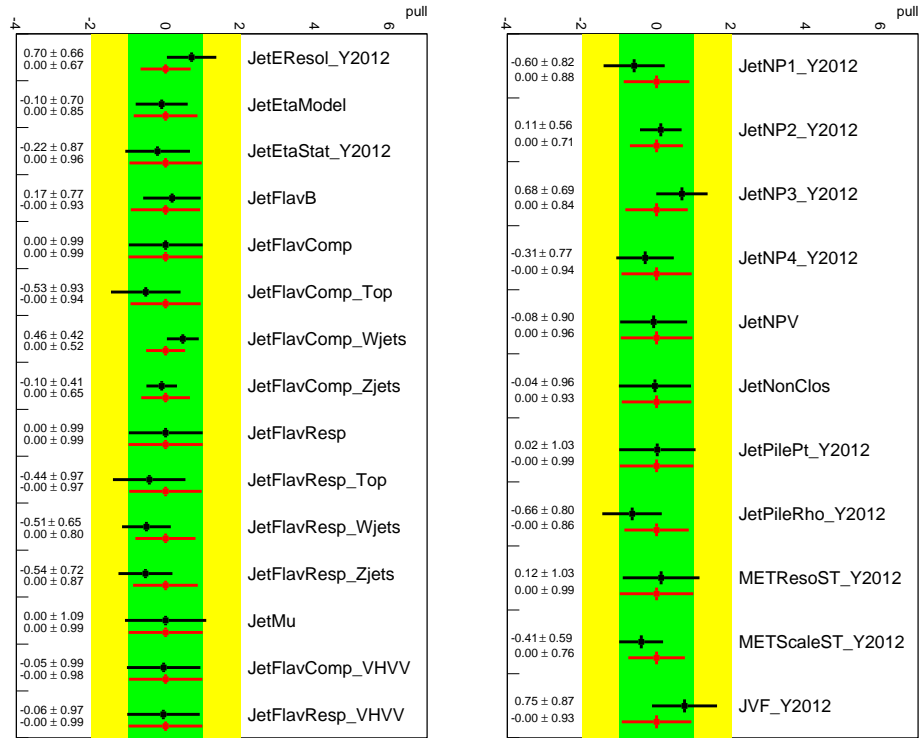 pull
-4 -2 0 2 4 6
0.70 ± 0.66
0.00 ± 0.67
JetEResol_Y2012
-0.10 ± 0.70
0.00 ± 0.85
JetEtaModel
-0.22 ± 0.87
0.00 ± 0.96
JetEtaStat_Y2012
0.17 ± 0.77
-0.00 ± 0.93
JetFlavB
0.00 ± 0.99
0.00 ± 0.99
JetFlavComp
-0.53 ± 0.93
-0.00 ± 0.94
JetFlavComp_Top
0.46 ± 0.42
0.00 ± 0.52
JetFlavComp_Wjets
-0.10 ± 0.41
0.00 ± 0.65
JetFlavComp_Zjets
0.00 ± 0.99
0.00 ± 0.99
JetFlavResp
-0.44 ± 0.97
-0.00 ± 0.97
JetFlavResp_Top
-0.51 ± 0.65
0.00 ± 0.80
JetFlavResp_Wjets
-0.54 ± 0.72
0.00 ± 0.87
JetFlavResp_Zjets
0.00 ± 1.09
0.00 ± 0.99
JetMu
-0.05 ± 0.99
-0.00 ± 0.98
JetFlavComp_VHVV
-0.06 ± 0.97
-0.00 ± 0.99
JetFlavResp_VHVV
pull
-4 -2 0 2 4 6
-0.60 ± 0.82
0.00 ± 0.88
JetNP1_Y2012
0.11 ± 0.56
0.00 ± 0.71
JetNP2_Y2012
0.68 ± 0.69
0.00 ± 0.84
JetNP3_Y2012
-0.31 ± 0.77
-0.00 ± 0.94
JetNP4_Y2012
-0.08 ± 0.90
0.00 ± 0.96
JetNPV
-0.04 ± 0.96
0.00 ± 0.93
JetNonClos
0.02 ± 1.03
-0.00 ± 0.99
JetPilePt_Y2012
-0.66 ± 0.80
-0.00 ± 0.86
JetPileRho_Y2012
0.12 ± 1.03
0.00 ± 0.99
METResoST_Y2012
-0.41 ± 0.59
0.00 ± 0.76
METScaleST_Y2012
0.75 ± 0.87
-0.00 ± 0.93
JVF_Y2012